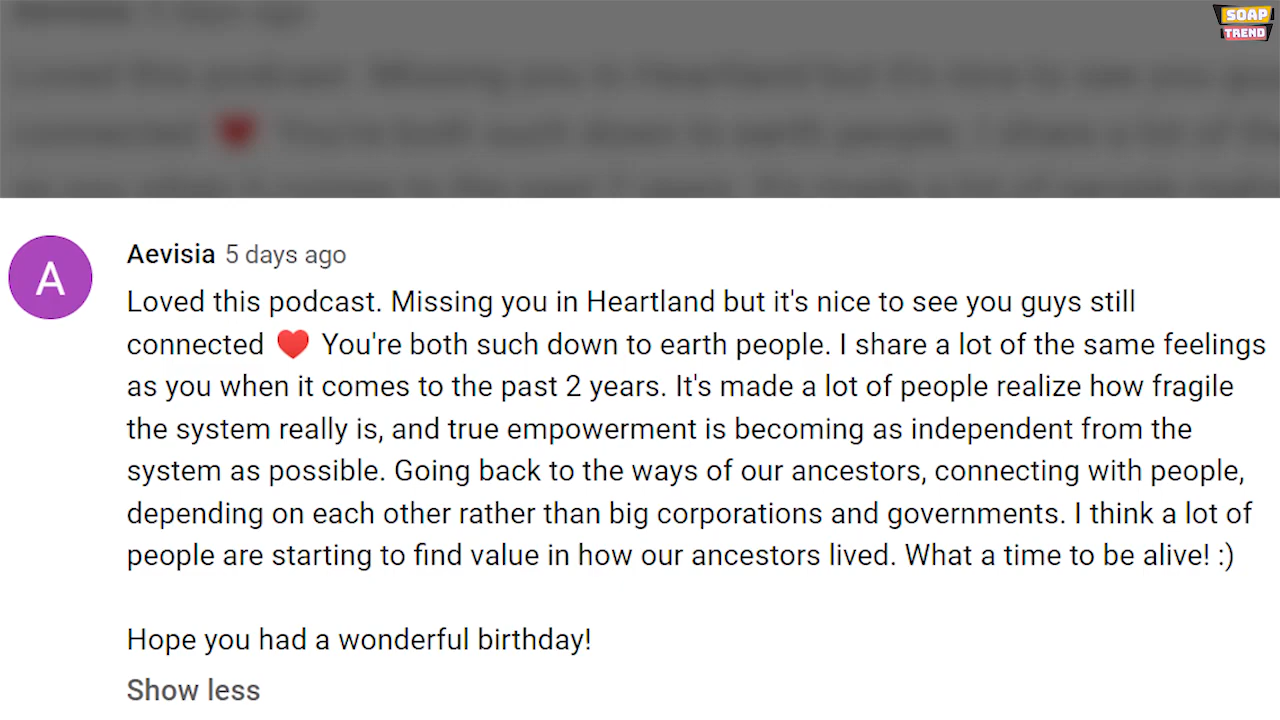 SOAP
TREND
Aevisia 5 days ago
Loved this podcast. Missing you in Heartland but it's nice to see you guys still
connected ❤️ You're both such down to earth people. I share a lot of the same feelings
as you when it comes to the past 2 years. It's made a lot of people realize how fragile
the system really is, and true empowerment is becoming as independent from the
system as possible. Going back to the ways of our ancestors, connecting with people,
depending on each other rather than big corporations and governments. I think a lot of
people are starting to find value in how our ancestors lived. What a time to be alive! :)
Hope you had a wonderful birthday!
Show less